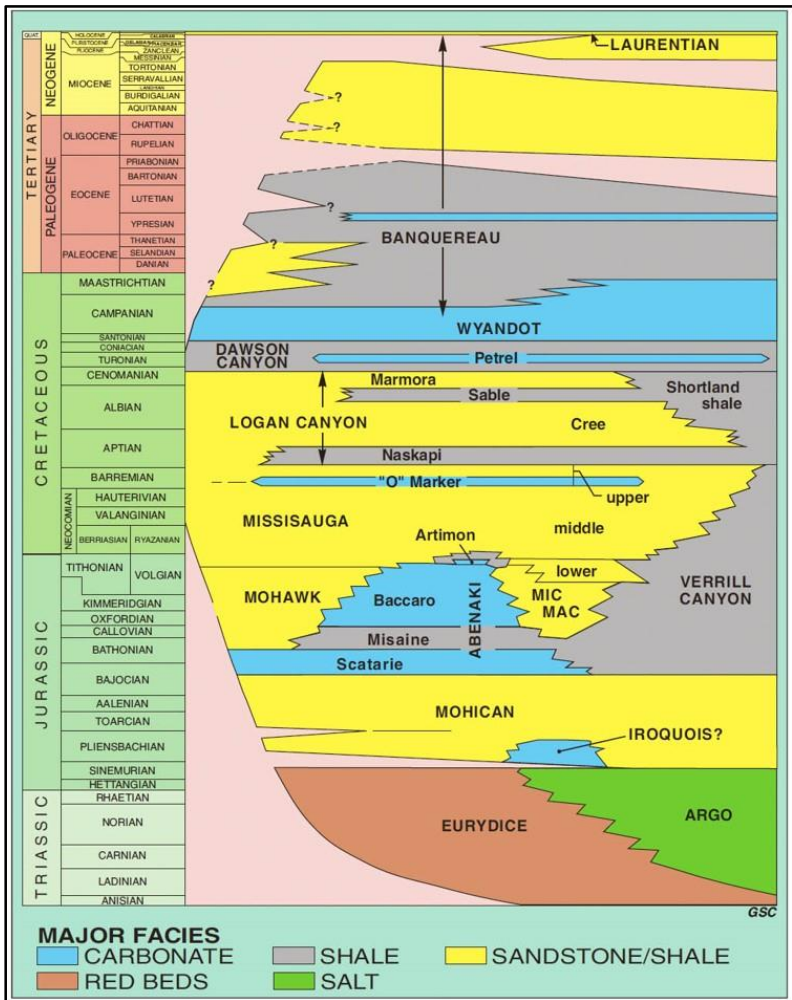 QUAT.
HOLOCENE
PLEISTOCENE
PLIOCENE
ZANCLEAN
MESSINIAN
TERTIARY
NEOGENE
MIOCENE
TORTONIAN
SERRAVALLIAN
LANGHIAN
BURDIGALIAN
AQUITANIAN
PALEOGENE
OLIGOCENE
CHATTIAN
RUPELIAN
EOCENE
PRIABONIAN
BARTONIAN
LUTETIAN
YPRESIAN
PALEOCENE
THANETIAN
SELANDIAN
DANIAN
CRETACEOUS
MAASTRICHTIAN
CAMPANIAN
SANTONIAN
CONIACIAN
TURONIAN
CENOMANIAN
ALBIAN
APTIAN
BARREMIAN
NEOCOMIAN
HAUTERIVIAN
VALANGINIAN
BERRIASIAN
RYAZANIAN
JURASSIC
TITHONIAN
VOLGIAN
KIMMERIDGIAN
OXFORDIAN
CALLOVIAN
BATHONIAN
BAJOCIAN
AALENIAN
TOARCIAN
PLIENSBACHIAN
SINEMURIAN
HETTANGIAN
TRIASSIC
RHAETIAN
NORIAN
CARNIAN
LADINIAN
ANISIAN
LAURENTIAN
?
?
?
BANQUEREAU
?
?
WYANDOT
DAWSON
CANYON
Petrel
Marmora
Sable
Shortland
shale
LOGAN CANYON
Cree
Naskapi
"O" Marker
upper
MISSISAUGA
middle
Artimon
lower
MOHAWK
Baccaro
ABENAKI
MIC
MAC
VERRILL
CANYON
Misaine
Scatarie
MOHICAN
IROQUOIS?
EURYDICE
ARGO
GSC
MAJOR FACIES
CARBONATE
SHALE
SANDSTONE/SHALE
RED BEDS
SALT